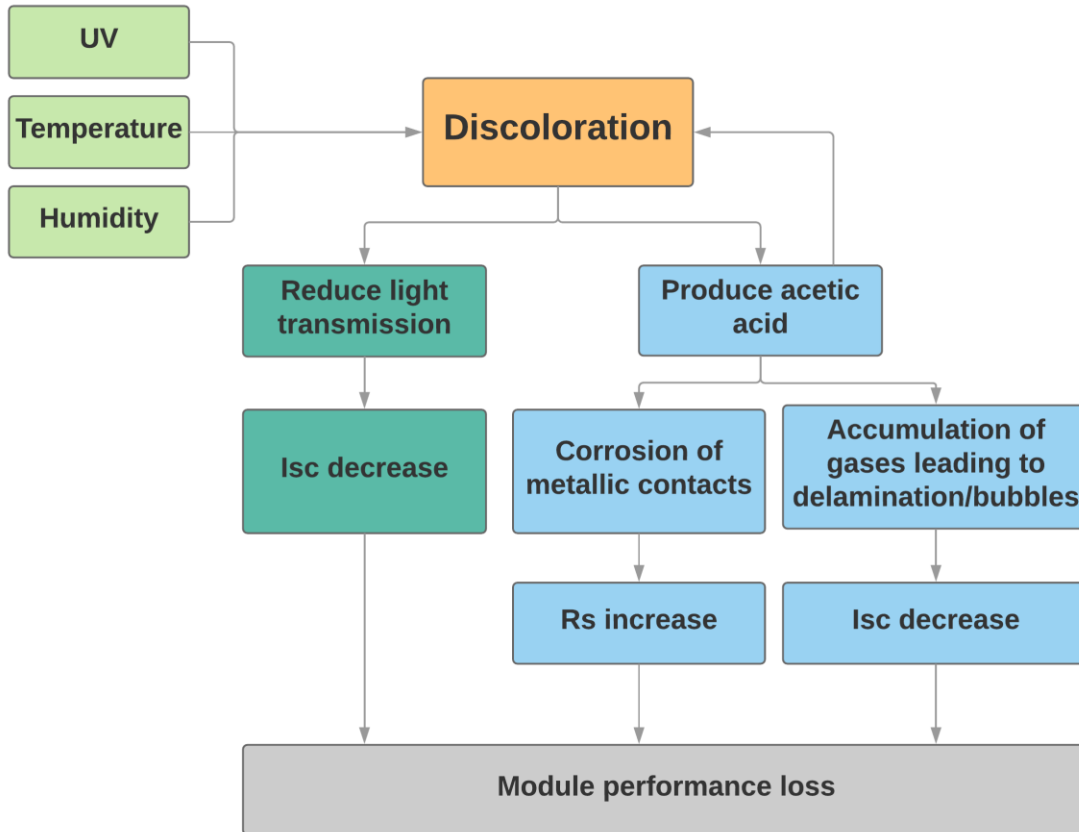 UV
Temperature
Humidity
Discoloration
Reduce light
transmission
Isc decrease
Produce acetic
acid
Corrosion of
metallic contacts
Rs increase
Accumulation of
gases leading to
delamination/bubbles
Isc decrease
Module performance loss